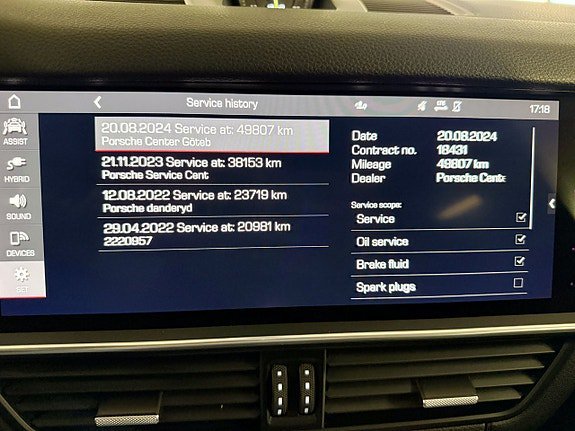 Service history
17:18
ASSIST
HYBRID
SOUND
DEVICES
SET
20.08.2024 Service at: 49807 km
Porsche Center Göteb
21.11.2023 Service at: 38153 km
Porsche Service Cent
12.08.2022 Service at: 23719 km
Porsche danderyd
29.04.2022 Service at: 20981 km
2220957
Date 20.08.2024
Contract no. 18431
Mileage 49807 km
Dealer Porsche Cente
Service scope:
Service
Oil service
Brake fluid
Spark plugs